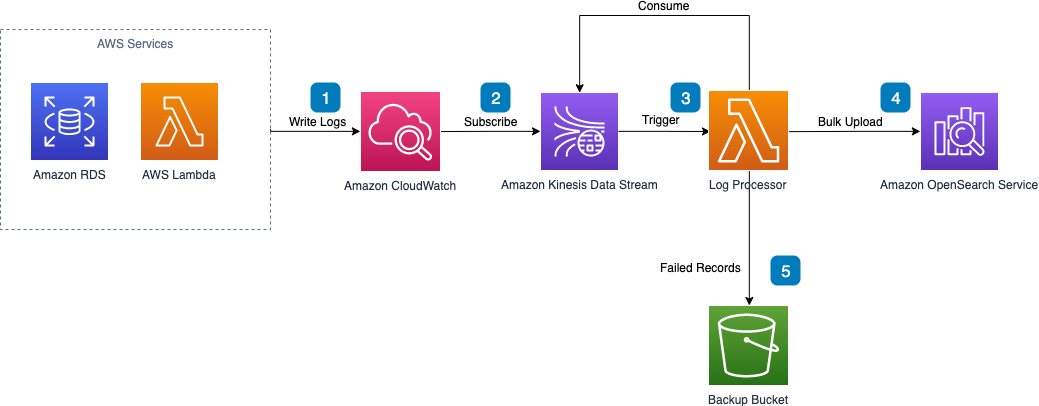 Consume
AWS Services
1
2
3
4
Write Logs
Subscribe
Trigger
Bulk Upload
Amazon RDS
AWS Lambda
Amazon CloudWatch
Amazon Kinesis Data Stream
Log Processor
Amazon OpenSearch Service
Failed Records
5
Backup Bucket